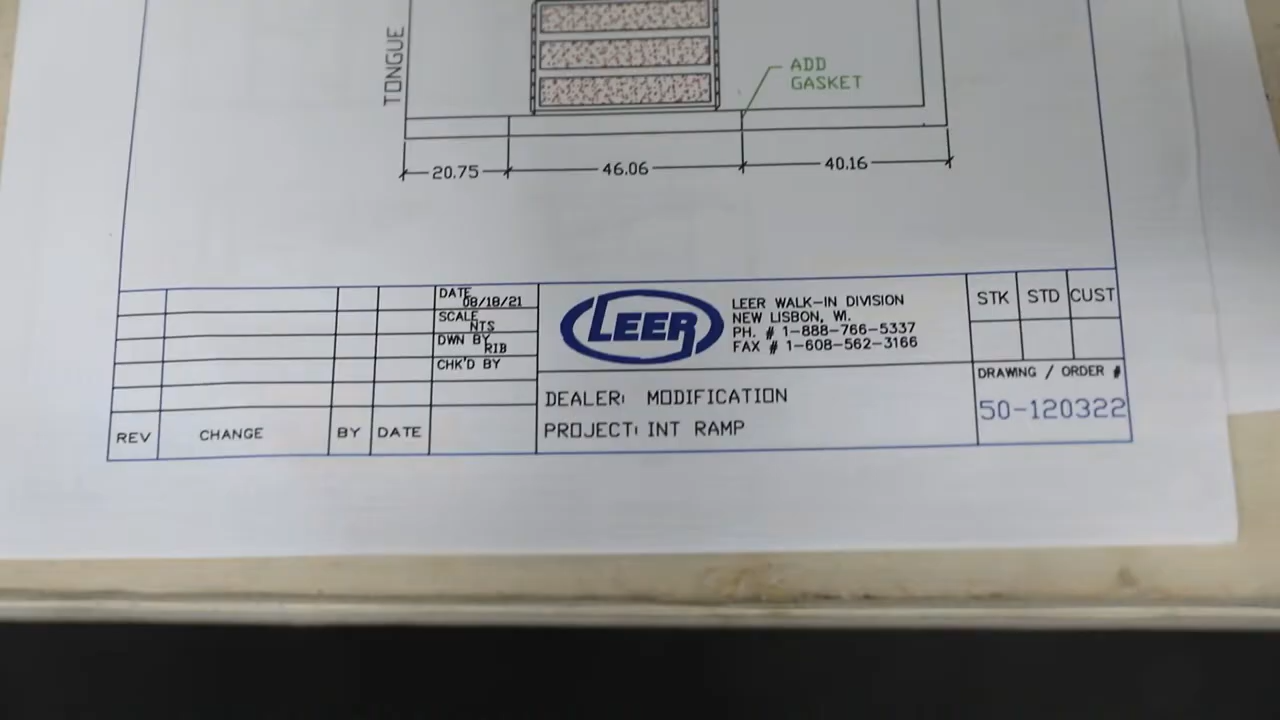 TONGUE
ADD
GASKET
20.75
46.06
40.16
DATE
08/18/21
SCALE
NTS
DWN BY
RIB
CHK'D BY
REV
CHANGE
BY
DATE
LEER
LEER WALK-IN DIVISION
NEW LISBON, W.
PH. # 1-888-766-5337
FAX # 1-608-562-3166
DEALER: MODIFICATION
PROJECT: INT RAMP
STK
STD
CUST
DRAWING / ORDER #
50-120322